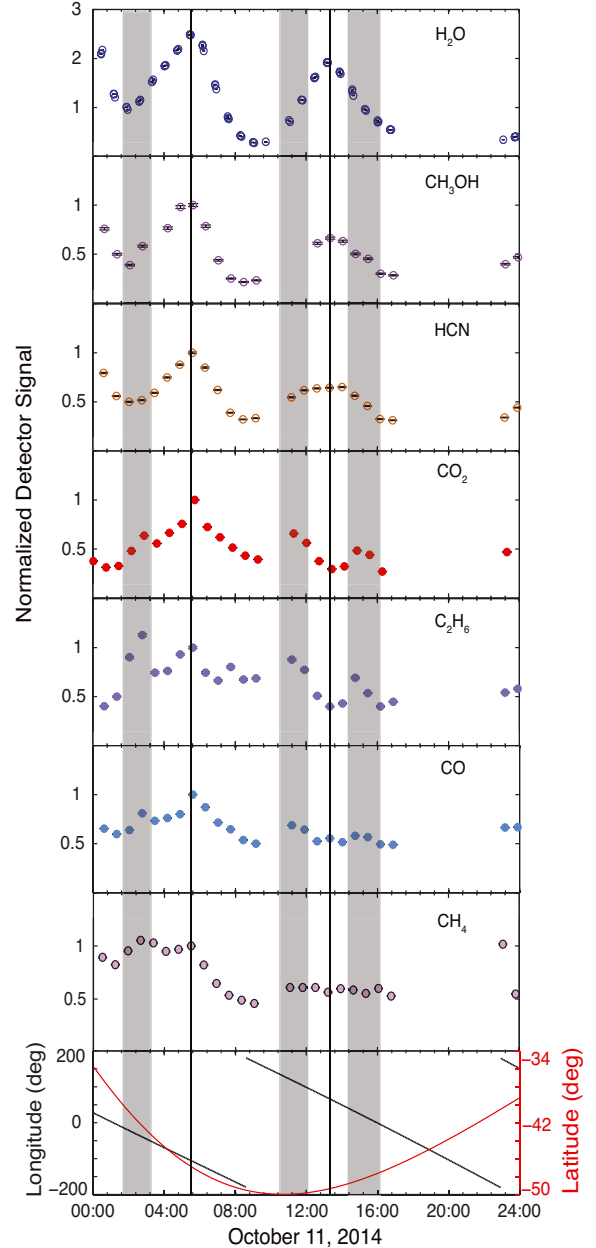 3
H₂O
2
1
CH₃OH
0.5
HCN
1
0.5
CO₂
1
0.5
C₂H₆
1
0.5
CO
1
0.5
CH₄
1
0.5
Normalized Detector Signal
200
0
−200
Longitude (deg)
−34
−42
−50
Latitude (deg)
00:00 04:00 08:00 12:00 16:00 20:00 24:00
October 11, 2014